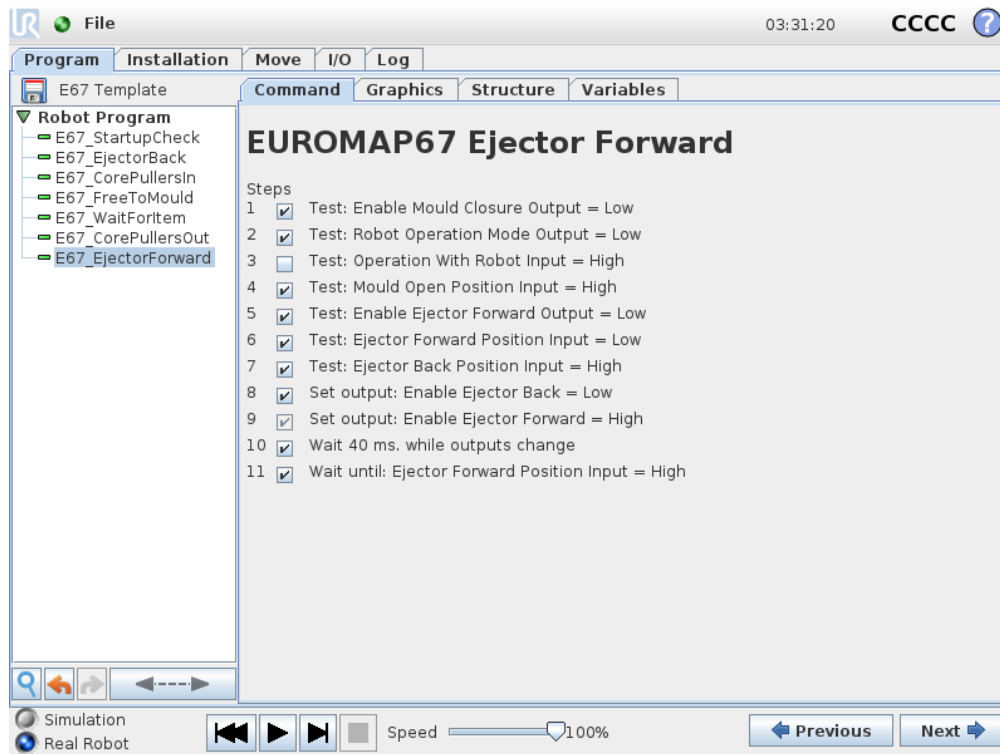 UR File 03:31:20 CCCC ?
Program Installation Move I/O Log
E67 Template
Command Graphics Structure Variables
Robot Program
E67_StartupCheck
E67_EjectorBack
E67_CorePullersIn
E67_FreeToMould
E67_WaitForItem
E67_CorePullersOut
E67_EjectorForward
EUROMAP67 Ejector Forward
Steps
1 Test: Enable Mould Closure Output = Low
2 Test: Robot Operation Mode Output = Low
3 Test: Operation With Robot Input = High
4 Test: Mould Open Position Input = High
5 Test: Enable Ejector Forward Output = Low
6 Test: Ejector Forward Position Input = Low
7 Test: Ejector Back Position Input = High
8 Set output: Enable Ejector Back = Low
9 Set output: Enable Ejector Forward = High
10 Wait 40 ms. while outputs change
11 Wait until: Ejector Forward Position Input = High
Simulation
Real Robot
Speed 100%
Previous Next